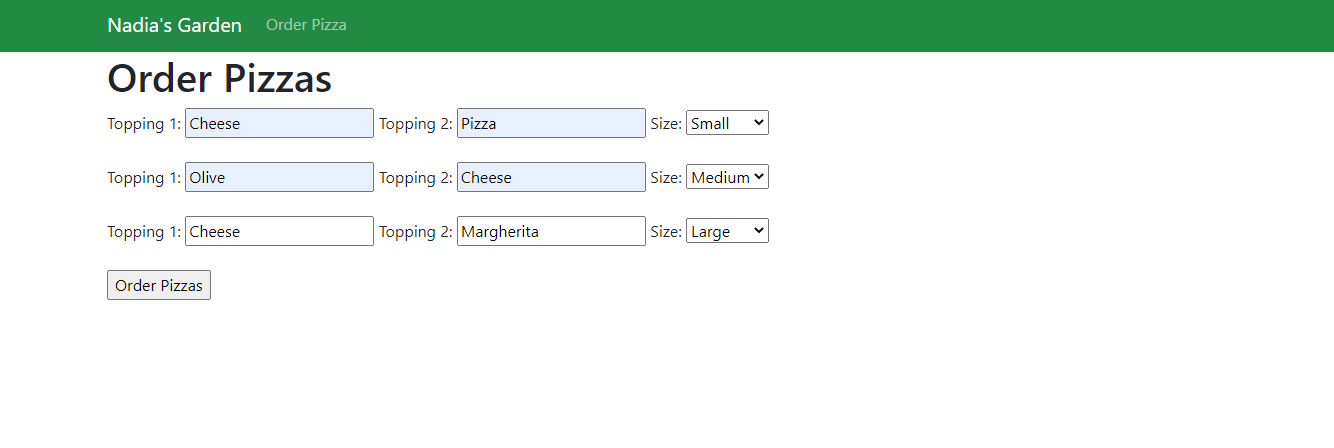 Nadia's Garden Order Pizza
Order Pizzas
Topping 1: Cheese Topping 2: Pizza Size: Small
Topping 1: Olive Topping 2: Cheese Size: Medium
Topping 1: Cheese Topping 2: Margherita Size: Large
Order Pizzas